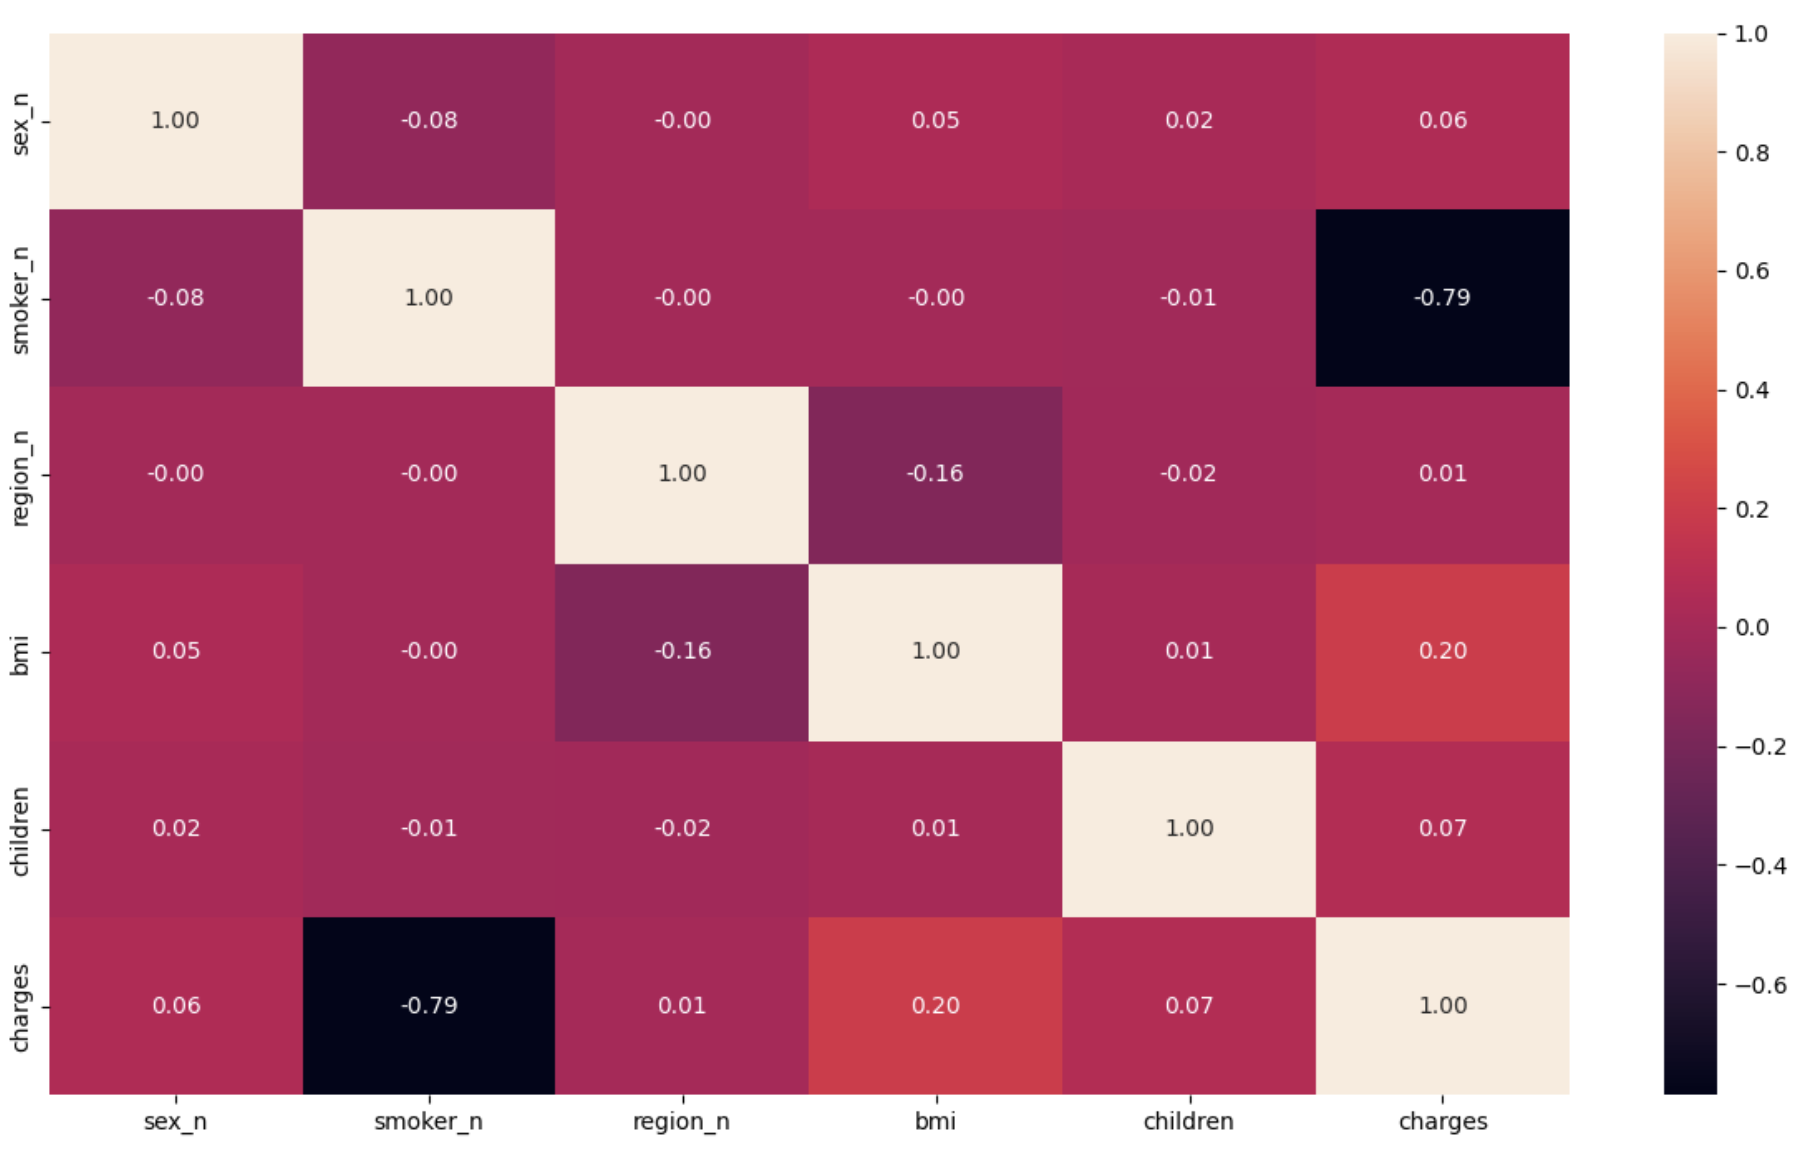 sex_n 1.00 -0.08 -0.00 0.05 0.02 0.06
smoker_n -0.08 1.00 -0.00 -0.00 -0.01 -0.79
region_n -0.00 -0.00 1.00 -0.16 -0.02 0.01
bmi 0.05 -0.00 -0.16 1.00 0.01 0.20
children 0.02 -0.01 -0.02 0.01 1.00 0.07
charges 0.06 -0.79 0.01 0.20 0.07 1.00
sex_n smoker_n region_n bmi children charges
1.0
0.8
0.6
0.4
0.2
0.0
−0.2
−0.4
−0.6